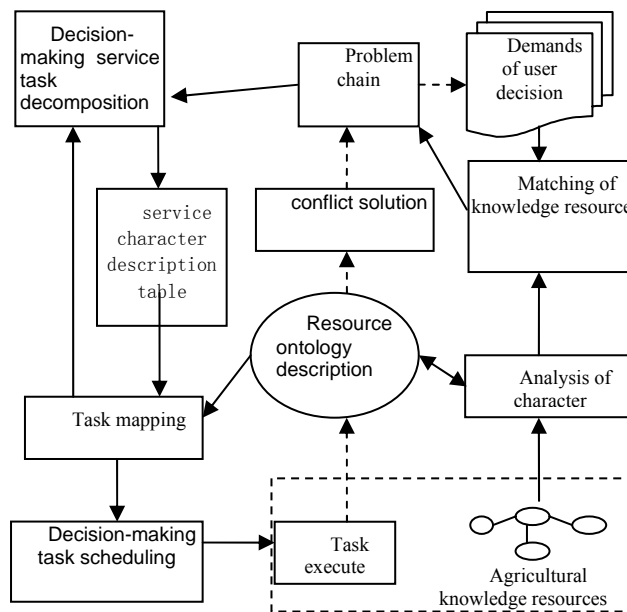 Decision-
making service
task
decomposition
Problem
chain
Demands
of user
decision
service
character
description
table
conflict solution
Matching of
knowledge resource
Resource
ontology
description
Analysis of
character
Task mapping
Decision-making
task scheduling
Task
execute
Agricultural
knowledge resources